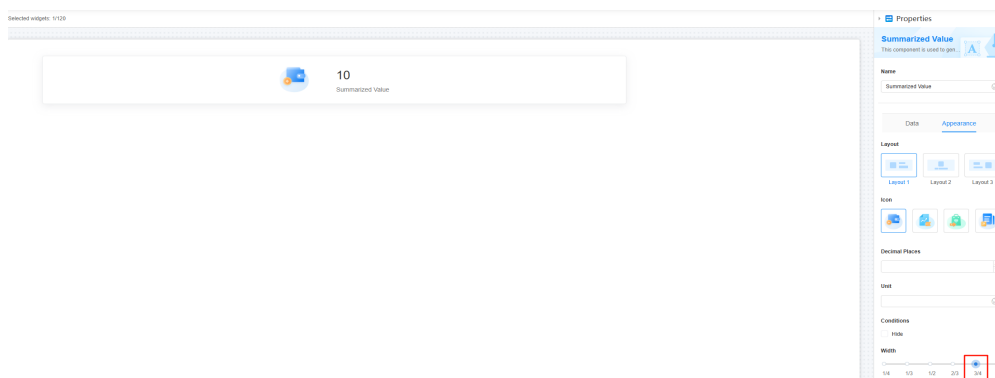 Selected widgets: 1/120
Properties
Summarized Value
This component is used to gen...
A
Name
Summarized Value
Data Appearance
Layout
Layout 1 Layout 2 Layout 3
Icon
Decimal Places
Unit
Conditions
Hide
Width
1/4 1/3 1/2 2/3 3/4
10
Summarized Value